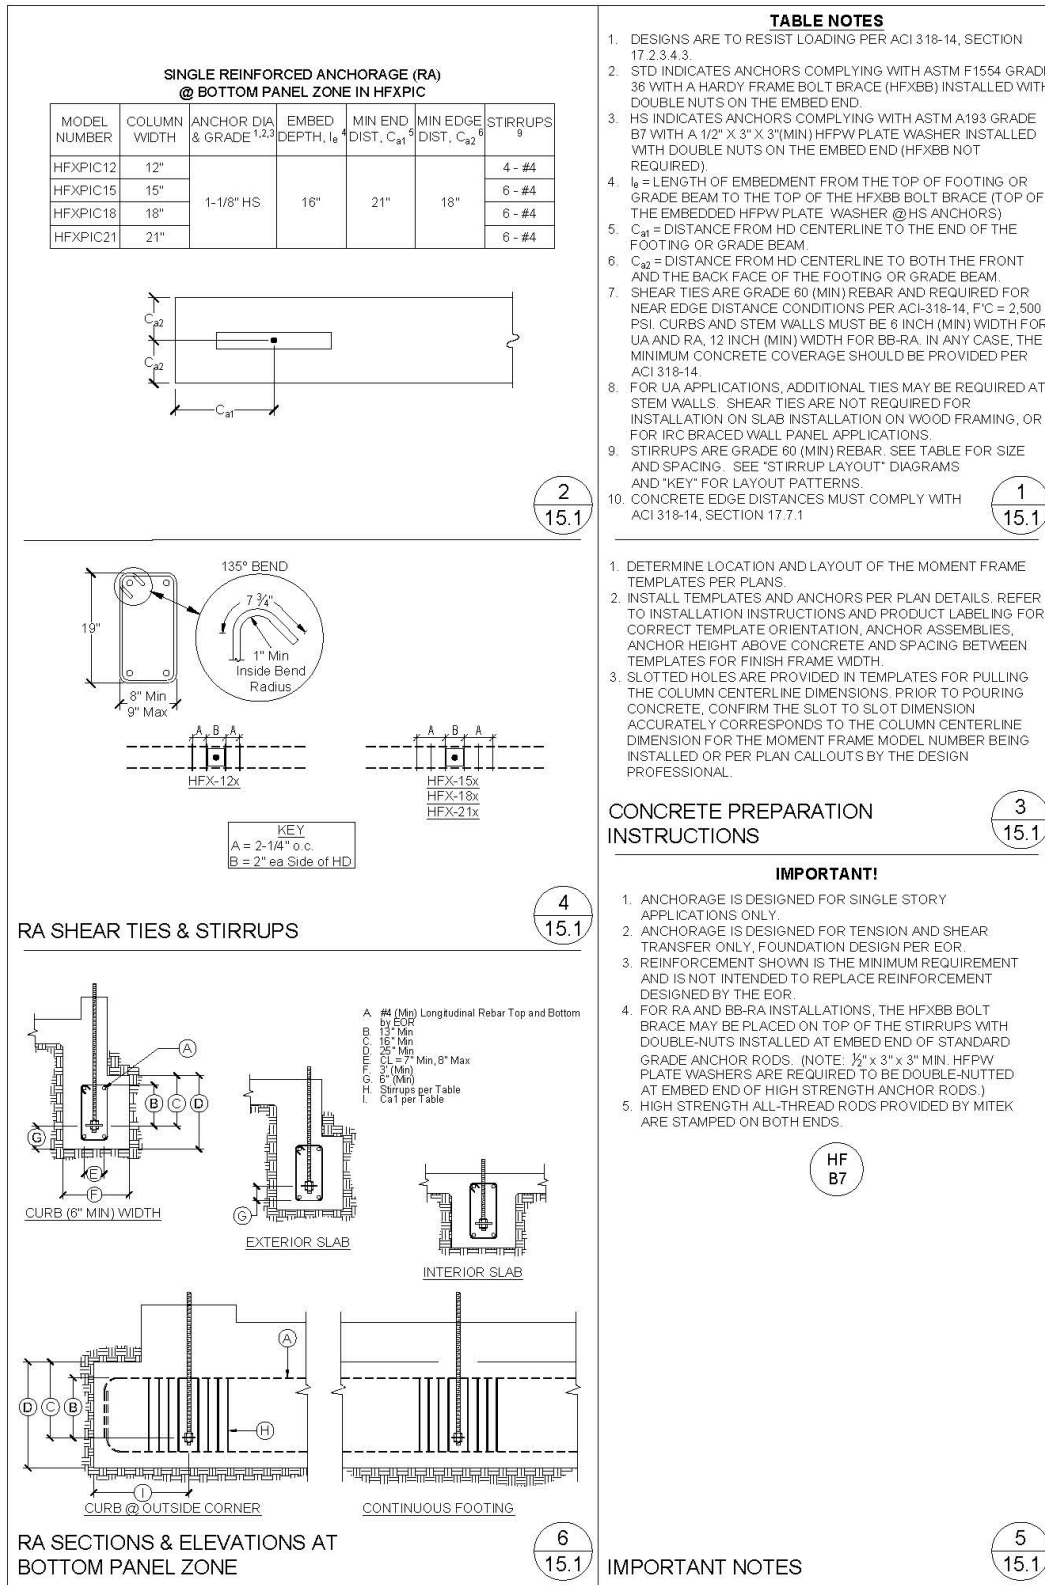 SINGLE REINFORCED ANCHORAGE (RA)
@ BOTTOM PANEL ZONE IN HFXPIC
MODEL NUMBER COLUMN WIDTH ANCHOR DIA & GRADE 1,2,3 EMBED DEPTH, le 4 MIN END DIST, Ca1 5 MIN EDGE DIST, Ca2 6 STIRRUPS 9
HFXPIC12 12" 1-1/8" HS 16" 21" 18" 4 - #4
HFXPIC15 15" 6 - #4
HFXPIC18 18" 6 - #4
HFXPIC21 21" 6 - #4
Ca2
Ca2
Ca1
2
15.1
TABLE NOTES
1. DESIGNS ARE TO RESIST LOADING PER ACI 318-14, SECTION
17.2.3.4.3.
2. STD INDICATES ANCHORS COMPLYING WITH ASTM F1554 GRADE
36 WITH A HARDY FRAME BOLT BRACE (HFXBB) INSTALLED WITH
DOUBLE NUTS ON THE EMBED END.
3. HS INDICATES ANCHORS COMPLYING WITH ASTM A193 GRADE
B7 WITH A 1/2" X 3" X 3"(MIN) HFPW PLATE WASHER INSTALLED
WITH DOUBLE NUTS ON THE EMBED END (HFXBB NOT
REQUIRED).
4. le = LENGTH OF EMBEDMENT FROM THE TOP OF FOOTING OR
GRADE BEAM TO THE TOP OF THE HFXBB BOLT BRACE (TOP OF
THE EMBEDDED HFPW PLATE WASHER @ HS ANCHORS)
5. Ca1 = DISTANCE FROM HD CENTERLINE TO THE END OF THE
FOOTING OR GRADE BEAM.
6. Ca2 = DISTANCE FROM HD CENTERLINE TO BOTH THE FRONT
AND THE BACK FACE OF THE FOOTING OR GRADE BEAM.
7. SHEAR TIES ARE GRADE 60 (MIN) REBAR AND REQUIRED FOR
NEAR EDGE DISTANCE CONDITIONS PER ACI-318-14, F'C = 2,500
PSI. CURBS AND STEM WALLS MUST BE 6 INCH (MIN) WIDTH FOR
UA AND RA, 12 INCH (MIN) WIDTH FOR BB-RA. IN ANY CASE, THE
MINIMUM CONCRETE COVERAGE SHOULD BE PROVIDED PER
ACI 318-14.
8. FOR UA APPLICATIONS, ADDITIONAL TIES MAY BE REQUIRED AT
STEM WALLS. SHEAR TIES ARE NOT REQUIRED FOR
INSTALLATION ON SLAB INSTALLATION ON WOOD FRAMING, OR
FOR IRC BRACED WALL PANEL APPLICATIONS.
9. STIRRUPS ARE GRADE 60 (MIN) REBAR. SEE TABLE FOR SIZE
AND SPACING. SEE "STIRRUP LAYOUT" DIAGRAMS
AND "KEY" FOR LAYOUT PATTERNS.
10. CONCRETE EDGE DISTANCES MUST COMPLY WITH
ACI 318-14, SECTION 17.7.1
1
15.1
135° BEND
7 3/4"
1" Min
Inside Bend
Radius
19"
8" Min
9" Max
A B A
HFX-12x
A B A
HFX-15x
HFX-18x
HFX-21x
KEY
A = 2-1/4" o.c.
B = 2" ea Side of HD
RA SHEAR TIES & STIRRUPS
4
15.1
1. DETERMINE LOCATION AND LAYOUT OF THE MOMENT FRAME
TEMPLATES PER PLANS.
2. INSTALL TEMPLATES AND ANCHORS PER PLAN DETAILS. REFER
TO INSTALLATION INSTRUCTIONS AND PRODUCT LABELING FOR
CORRECT TEMPLATE ORIENTATION, ANCHOR ASSEMBLIES,
ANCHOR HEIGHT ABOVE CONCRETE AND SPACING BETWEEN
TEMPLATES FOR FINISH FRAME WIDTH.
3. SLOTTED HOLES ARE PROVIDED IN TEMPLATES FOR PULLING
THE COLUMN CENTERLINE DIMENSIONS. PRIOR TO POURING
CONCRETE, CONFIRM THE SLOT TO SLOT DIMENSION
ACCURATELY CORRESPONDS TO THE COLUMN CENTERLINE
DIMENSION FOR THE MOMENT FRAME MODEL NUMBER BEING
INSTALLED OR PER PLAN CALLOUTS BY THE DESIGN
PROFESSIONAL.
CONCRETE PREPARATION
INSTRUCTIONS
3
15.1
A. #4 (Min) Longitudinal Rebar Top and Bottom
by EOR
B. 13" Min
C. 16" Min
D. 25" Min
E. CL = 7" Min, 8" Max
F. 3' (Min)
G. 6" (Min)
H. Stirrups per Table
I. Ca1 per Table
A
B C D
G
E
F
CURB (6" MIN) WIDTH
G
EXTERIOR SLAB
INTERIOR SLAB
A
D C B
H
I
CURB @ OUTSIDE CORNER
CONTINUOUS FOOTING
RA SECTIONS & ELEVATIONS AT
BOTTOM PANEL ZONE
6
15.1
IMPORTANT!
1. ANCHORAGE IS DESIGNED FOR SINGLE STORY
APPLICATIONS ONLY.
2. ANCHORAGE IS DESIGNED FOR TENSION AND SHEAR
TRANSFER ONLY, FOUNDATION DESIGN PER EOR.
3. REINFORCEMENT SHOWN IS THE MINIMUM REQUIREMENT
AND IS NOT INTENDED TO REPLACE REINFORCEMENT
DESIGNED BY THE EOR.
4. FOR RA AND BB-RA INSTALLATIONS, THE HFXBB BOLT
BRACE MAY BE PLACED ON TOP OF THE STIRRUPS WITH
DOUBLE-NUTS INSTALLED AT EMBED END OF STANDARD
GRADE ANCHOR RODS. (NOTE: ½" x 3" x 3" MIN. HFPW
PLATE WASHERS ARE REQUIRED TO BE DOUBLE-NUTTED
AT EMBED END OF HIGH STRENGTH ANCHOR RODS.)
5. HIGH STRENGTH ALL-THREAD RODS PROVIDED BY MITEK
ARE STAMPED ON BOTH ENDS.
HF
B7
IMPORTANT NOTES
5
15.1